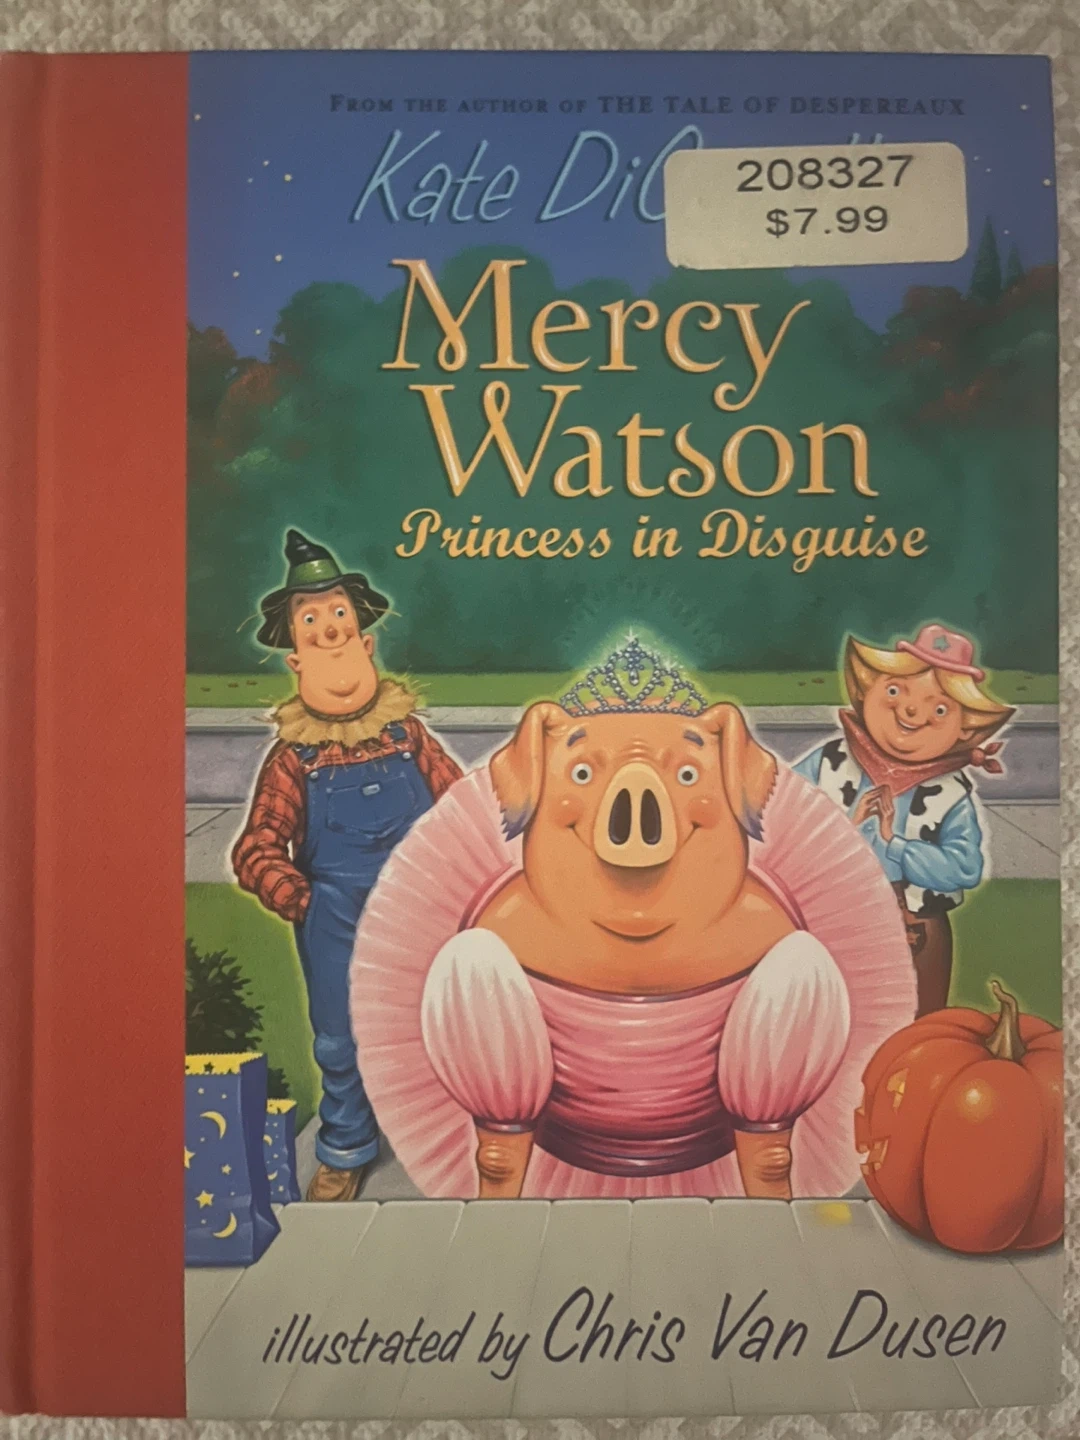 FROM THE AUTHOR OF THE TALE OF DESPEREAUX
Kate
208327
$7.99
Mercy
Watson
Princess in Disguise
illustrated by Chris Van Dusen